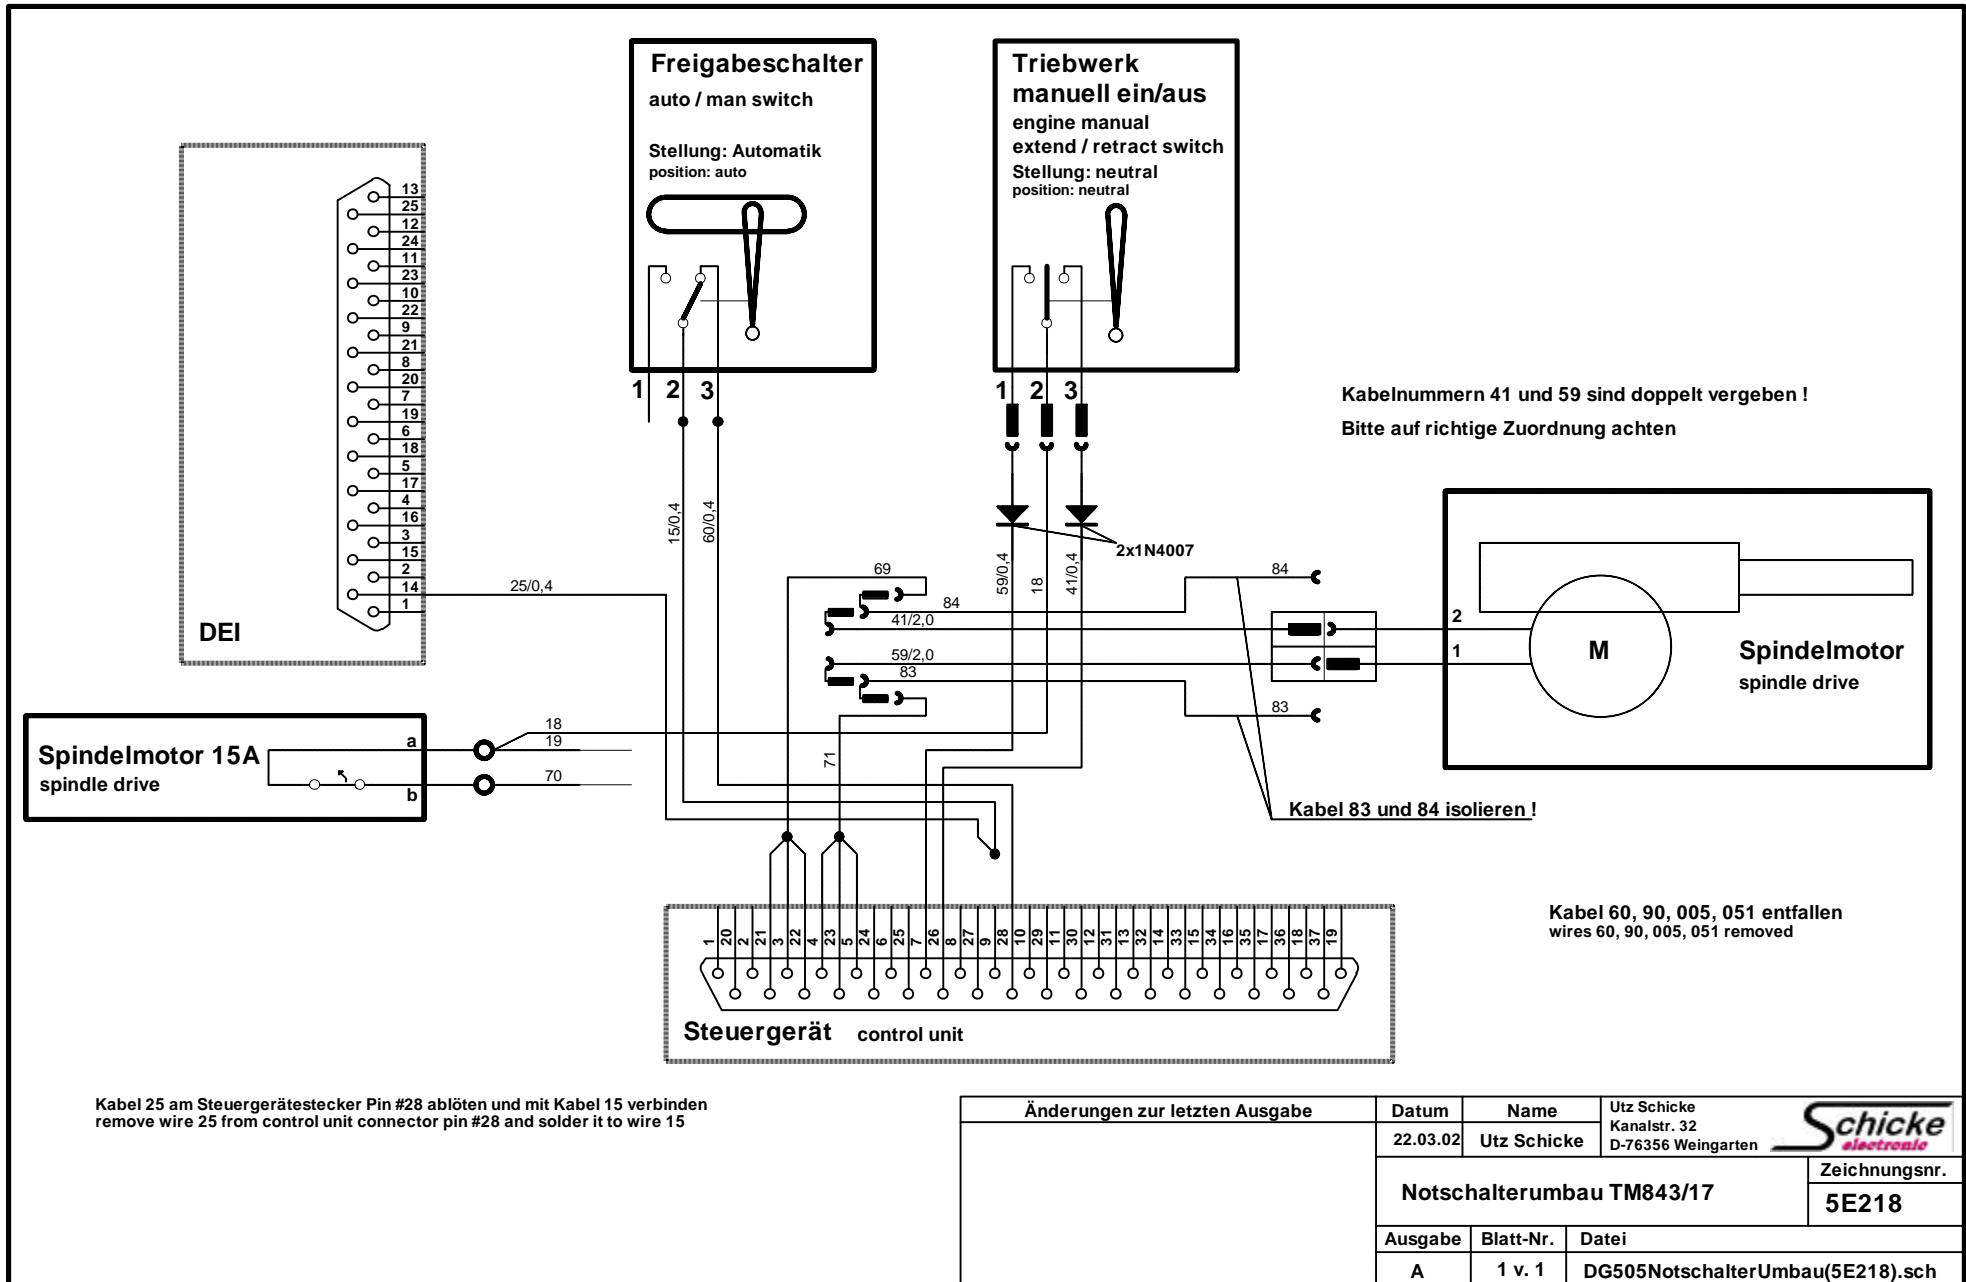 Freigabeschalter
auto / man switch
Stellung: Automatik
position: auto
1 2 3
Triebwerk
manuell ein/aus
engine manual
extend / retract switch
Stellung: neutral
position: neutral
1 2 3
Kabelnummern 41 und 59 sind doppelt vergeben !
Bitte auf richtige Zuordnung achten
13
25
12
24
11
23
10
22
9
21
8
20
7
19
6
18
5
17
4
16
3
15
2
14
1
DEI
25/0,4
15/0,4
60/0,4
59/0,4
18
41/0,4
2x1N4007
69
84
41/2,0
59/2,0
83
84
83
71
2
1
M
Spindelmotor
spindle drive
Spindelmotor 15A
spindle drive
a
b
18
19
70
Kabel 83 und 84 isolieren !
Kabel 60, 90, 005, 051 entfallen
wires 60, 90, 005, 051 removed
1 20 2 21 3 22 4 23 5 24 6 25 7 26 8 27 9 28 10 29 11 30 12 31 13 32 14 33 15 34 16 35 17 36 18 37 19
Steuergerät control unit
Kabel 25 am Steuergerätestecker Pin #28 ablöten und mit Kabel 15 verbinden
remove wire 25 from control unit connector pin #28 and solder it to wire 15
Änderungen zur letzten Ausgabe
Datum
Name
22.03.02
Utz Schicke
Utz Schicke
Kanalstr. 32
D-76356 Weingarten
Schicke
electronic
Notschalterumbau TM843/17
Zeichnungsnr.
5E218
Ausgabe
Blatt-Nr.
Datei
A
1 v. 1
DG505NotschalterUmbau(5E218).sch